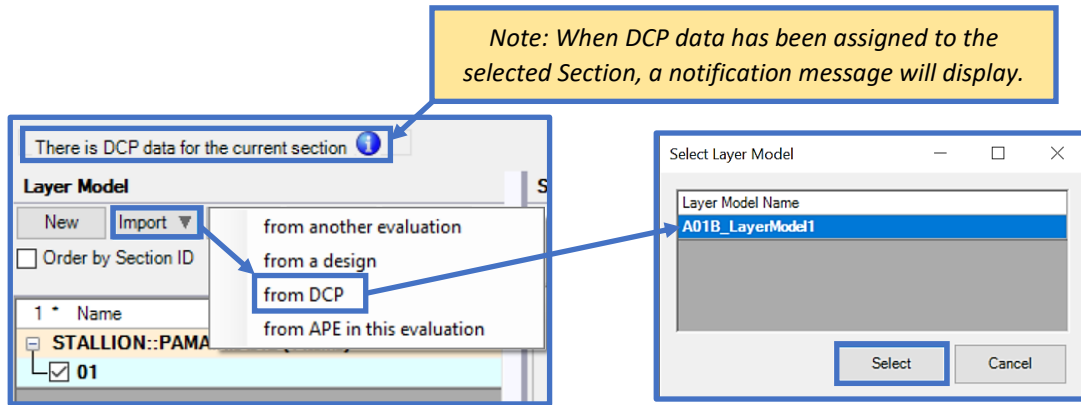 Note: When DCP data has been assigned to the
selected Section, a notification message will display.
There is DCP data for the current section
Layer Model
S
New Import ▼
Order by Section ID
from another evaluation
from a design
from DCP
from APE in this evaluation
1 * Name
STALLION::PAMA
01
Select Layer Model
Layer Model Name
A01B_LayerModel1
Select Cancel